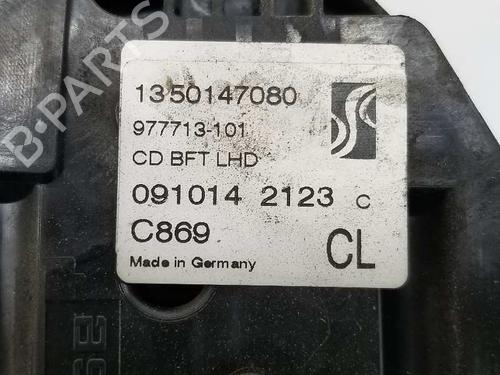 B-PARTS
1350147080
977713-101
CD BFT LHD
091014 2123 C
C869
CL
Made in Germany